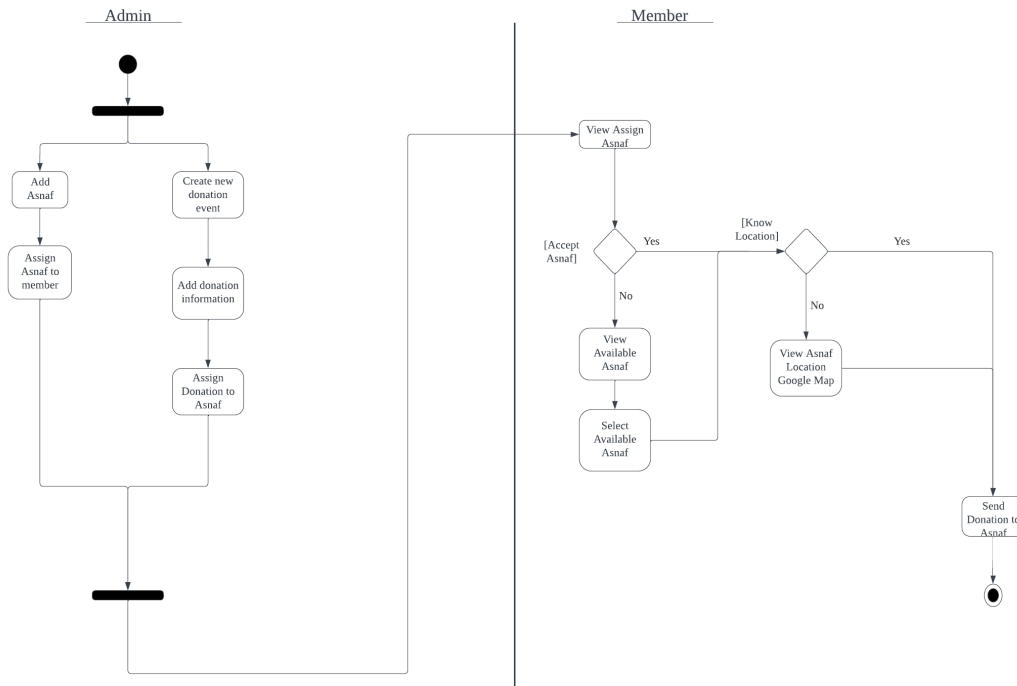 Admin
Member
View Assign
Asnaf
Add
Asnaf
Create new
donation
event
Assign
Asnaf to
member
Add donation
information
Assign
Donation to
Asnaf
[Accept
Asnaf]
Yes
No
[Know
Location]
Yes
No
View
Available
Asnaf
Select
Available
Asnaf
View Asnaf
Location
Google Map
Send
Donation to
Asnaf